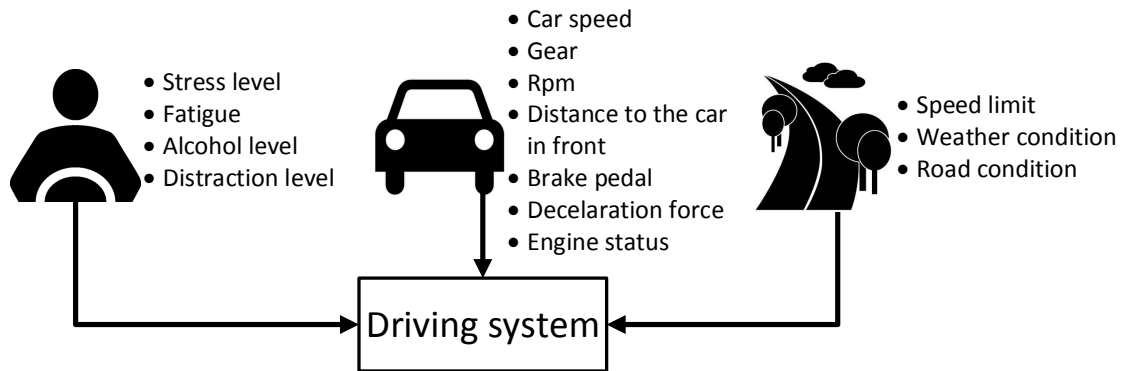 • Stress level
• Fatigue
• Alcohol level
• Distraction level
• Car speed
• Gear
• Rpm
• Distance to the car
in front
• Brake pedal
• Decelaration force
• Engine status
• Speed limit
• Weather condition
• Road condition
Driving system